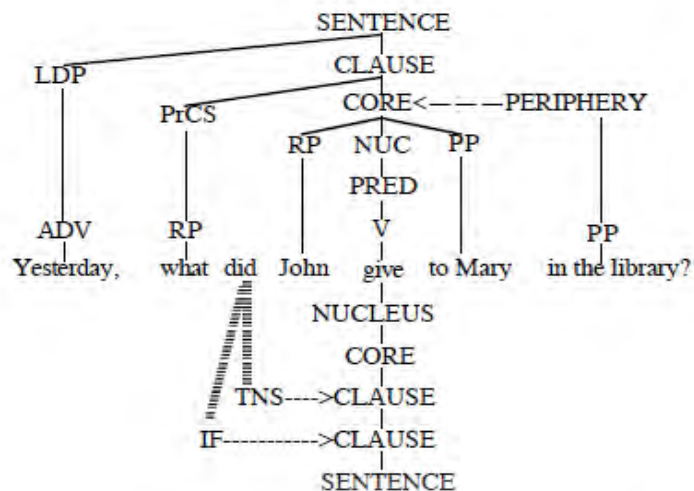 SENTENCE
LDP CLAUSE
PrCS CORE<— — —PERIPHERY
RP NUC PP
PRED
ADV RP V PP
Yesterday, what did John give to Mary in the library?
NUCLEUS
CORE
TNS---->CLAUSE
IF----------->CLAUSE
SENTENCE